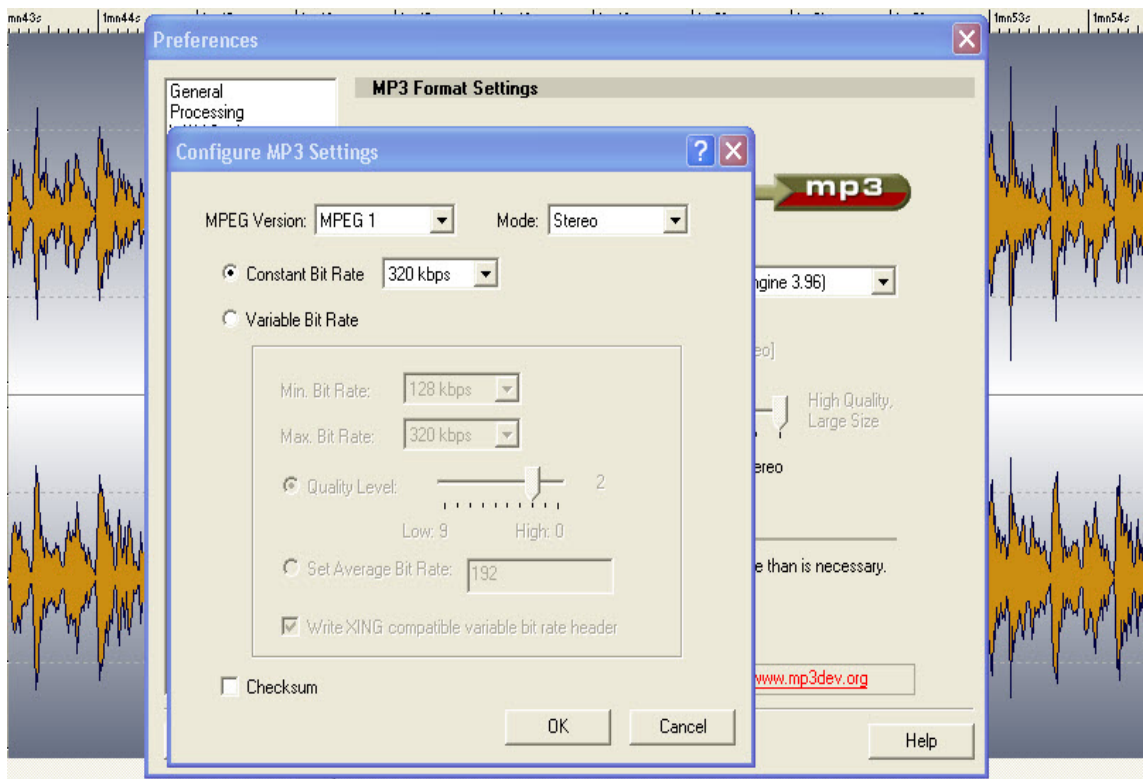 1mn43s 1mn44s 1mn53s 1mn54s
Preferences
General
Processing
MP3 Format Settings
Configure MP3 Settings
mp3
MPEG Version: MPEG 1 Mode: Stereo
Constant Bit Rate 320 kbps
ngine 3.96)
Variable Bit Rate
eo]
Min. Bit Rate: 128 kbps
High Quality,
Large Size
Max. Bit Rate: 320 kbps
ereo
Quality Level: 2
Low: 9 High: 0
e than is necessary.
Set Average Bit Rate: 192
Write XING compatible variable bit rate header
www.mp3dev.org
Checksum
OK Cancel
Help